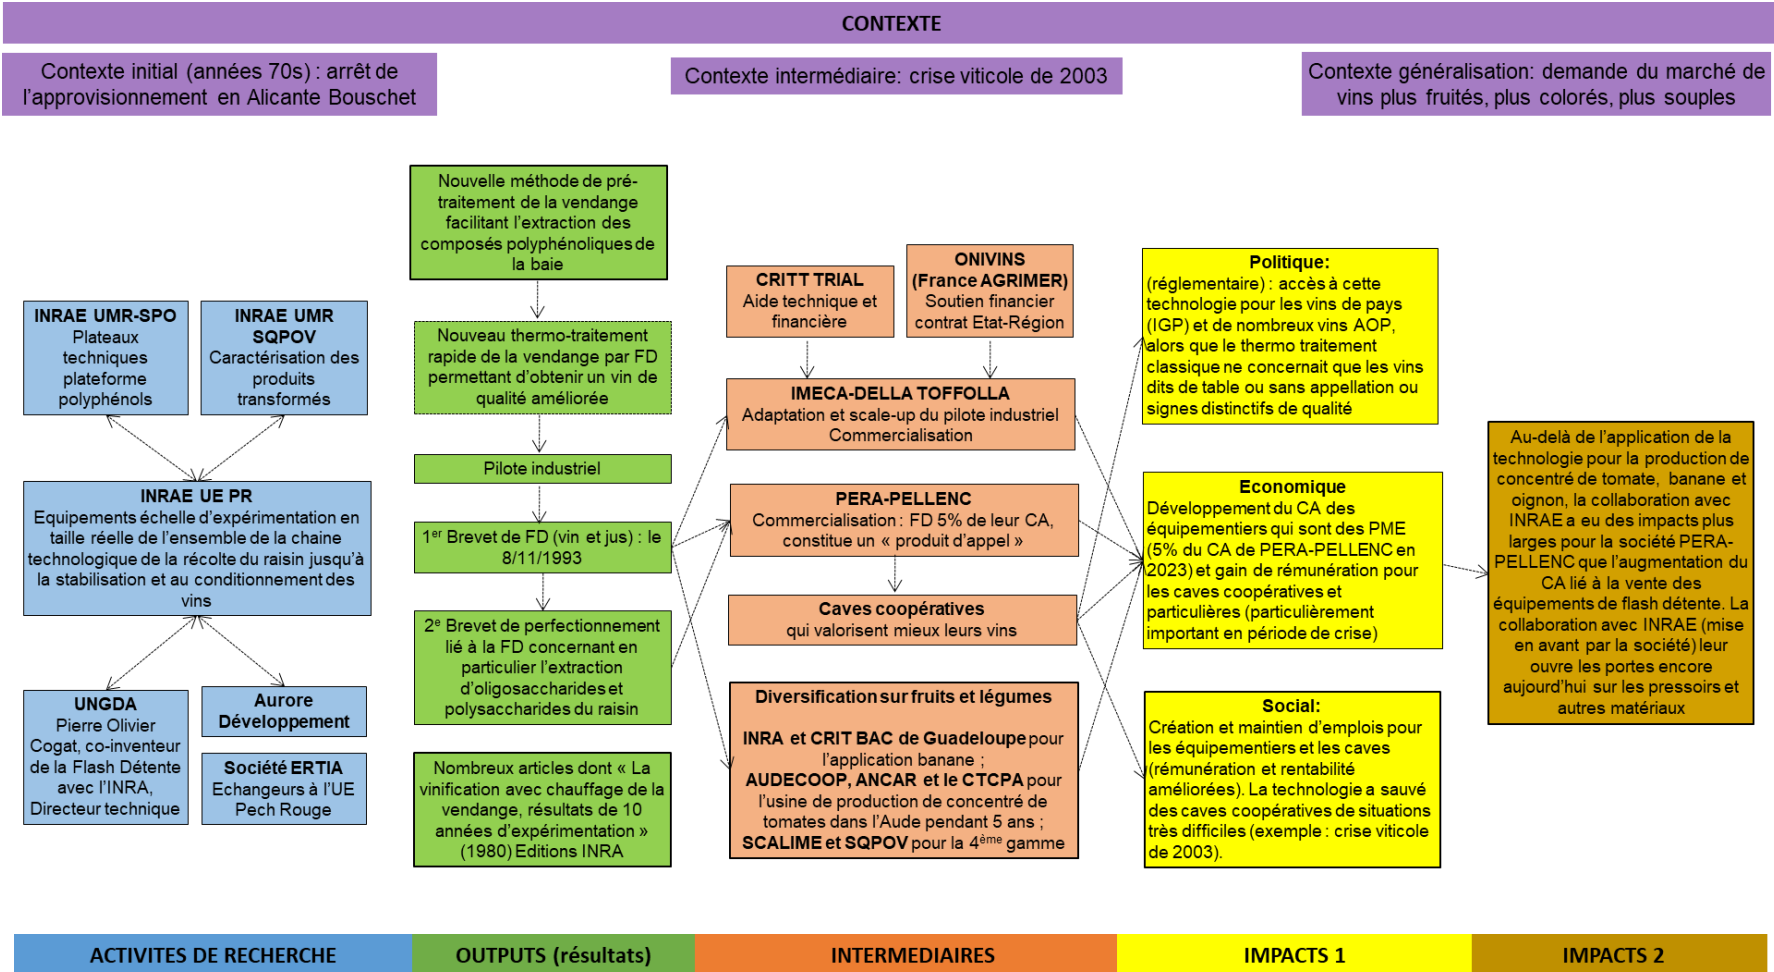 CONTEXTE
Contexte initial (années 70s) : arrêt de
l'approvisionnement en Alicante Bouschet
Contexte intermédiaire: crise viticole de 2003
Contexte généralisation: demande du marché de
vins plus fruités, plus colorés, plus souples
INRAE UMR-SPO
Plateaux
techniques
plateforme
polyphénols
INRAE UMR
SQPOV
Caractérisation des
produits
transformés
INRAE UE PR
Equipements échelle d'expérimentation en
taille réelle de l'ensemble de la chaine
technologique de la récolte du raisin jusqu'à
la stabilisation et au conditionnement des
vins
UNGDA
Pierre Olivier
Cogat, co-inventeur
de la Flash Détente
avec l'INRA,
Directeur technique
Aurore
Développement
Société ERTIA
Echangeurs à l'UE
Pech Rouge
Nouvelle méthode de pré-
traitement de la vendange
facilitant l'extraction des
composés polyphénoliques de
la baie
Nouveau thermo-traitement
rapide de la vendange par FD
permettant d'obtenir un vin de
qualité améliorée
Pilote industriel
1er Brevet de FD (vin et jus) : le
8/11/1993
2e Brevet de perfectionnement
lié à la FD concernant en
particulier l'extraction
d'oligosaccharides et
polysaccharides du raisin
Nombreux articles dont « La
vinification avec chauffage de la
vendange, résultats de 10
années d'expérimentation »
(1980) Editions INRA
CRITT TRIAL
Aide technique et
financière
ONIVINS
(France AGRIMER)
Soutien financier
contrat Etat-Région
IMECA-DELLA TOFFOLLA
Adaptation et scale-up du pilote industriel
Commercialisation
PERA-PELLENC
Commercialisation : FD 5% de leur CA,
constitue un « produit d'appel »
Caves coopératives
qui valorisent mieux leurs vins
Diversification sur fruits et légumes
INRA et CRIT BAC de Guadeloupe pour
l'application banane ;
AUDECOOP, ANCAR et le CTCPA pour
l'usine de production de concentré de
tomates dans l'Aude pendant 5 ans ;
SCALIME et SQPOV pour la 4ème gamme
Politique:
(réglementaire) : accès à cette
technologie pour les vins de pays
(IGP) et de nombreux vins AOP,
alors que le thermo traitement
classique ne concernait que les vins
dits de table ou sans appellation ou
signes distinctifs de qualité
Economique
Développement du CA des
équipementiers qui sont des PME
(5% du CA de PERA-PELLENC en
2023) et gain de rémunération pour
les caves coopératives et
particulières (particulièrement
important en période de crise)
Social:
Création et maintien d'emplois pour
les équipementiers et les caves
(rémunération et rentabilité
améliorées). La technologie a sauvé
des caves coopératives de situations
très difficiles (exemple : crise viticole
de 2003).
Au-delà de l'application de la
technologie pour la production de
concentré de tomate, banane et
oignon, la collaboration avec
INRAE a eu des impacts plus
larges pour la société PERA-
PELLENC que l'augmentation du
CA lié à la vente des
équipements de flash détente. La
collaboration avec INRAE (mise
en avant par la société) leur
ouvre les portes encore
aujourd'hui sur les pressoirs et
autres matériaux
ACTIVITES DE RECHERCHE
OUTPUTS (résultats)
INTERMEDIAIRES
IMPACTS 1
IMPACTS 2